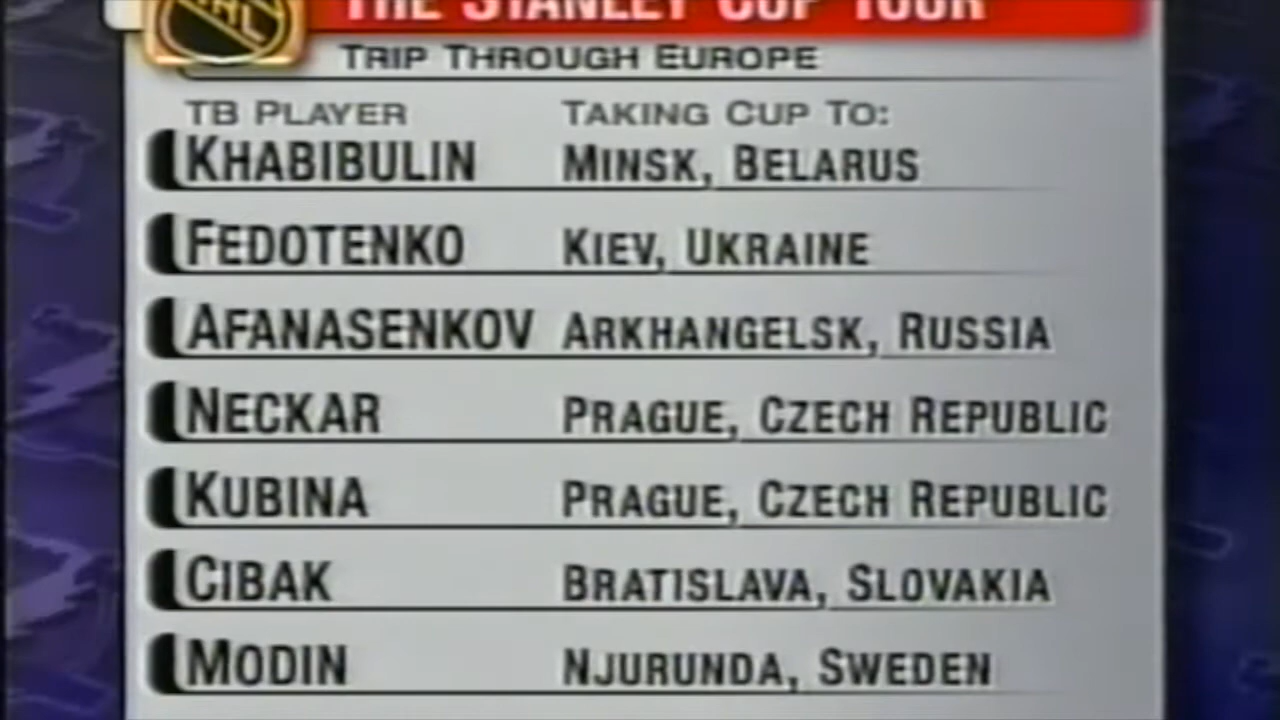 NHL
THE STANLEY CUP TOUR
TRIP THROUGH EUROPE
TB PLAYER TAKING CUP TO:
KHABIBULIN MINSK, BELARUS
FEDOTENKO KIEV, UKRAINE
AFANASENKOV ARKHANGELSK, RUSSIA
NECKAR PRAGUE, CZECH REPUBLIC
KUBINA PRAGUE, CZECH REPUBLIC
CIBAK BRATISLAVA, SLOVAKIA
MODIN NJURUNDA, SWEDEN